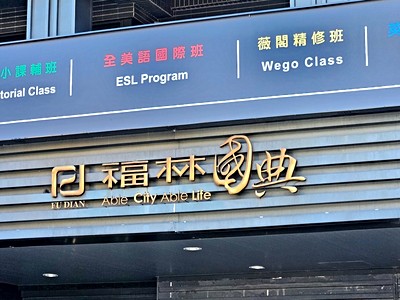 小課輔班
全美語國際班
薇閣精修班
torial Class
ESL Program
Wego Class
福林國典
FU DIAN
Able City Able Life